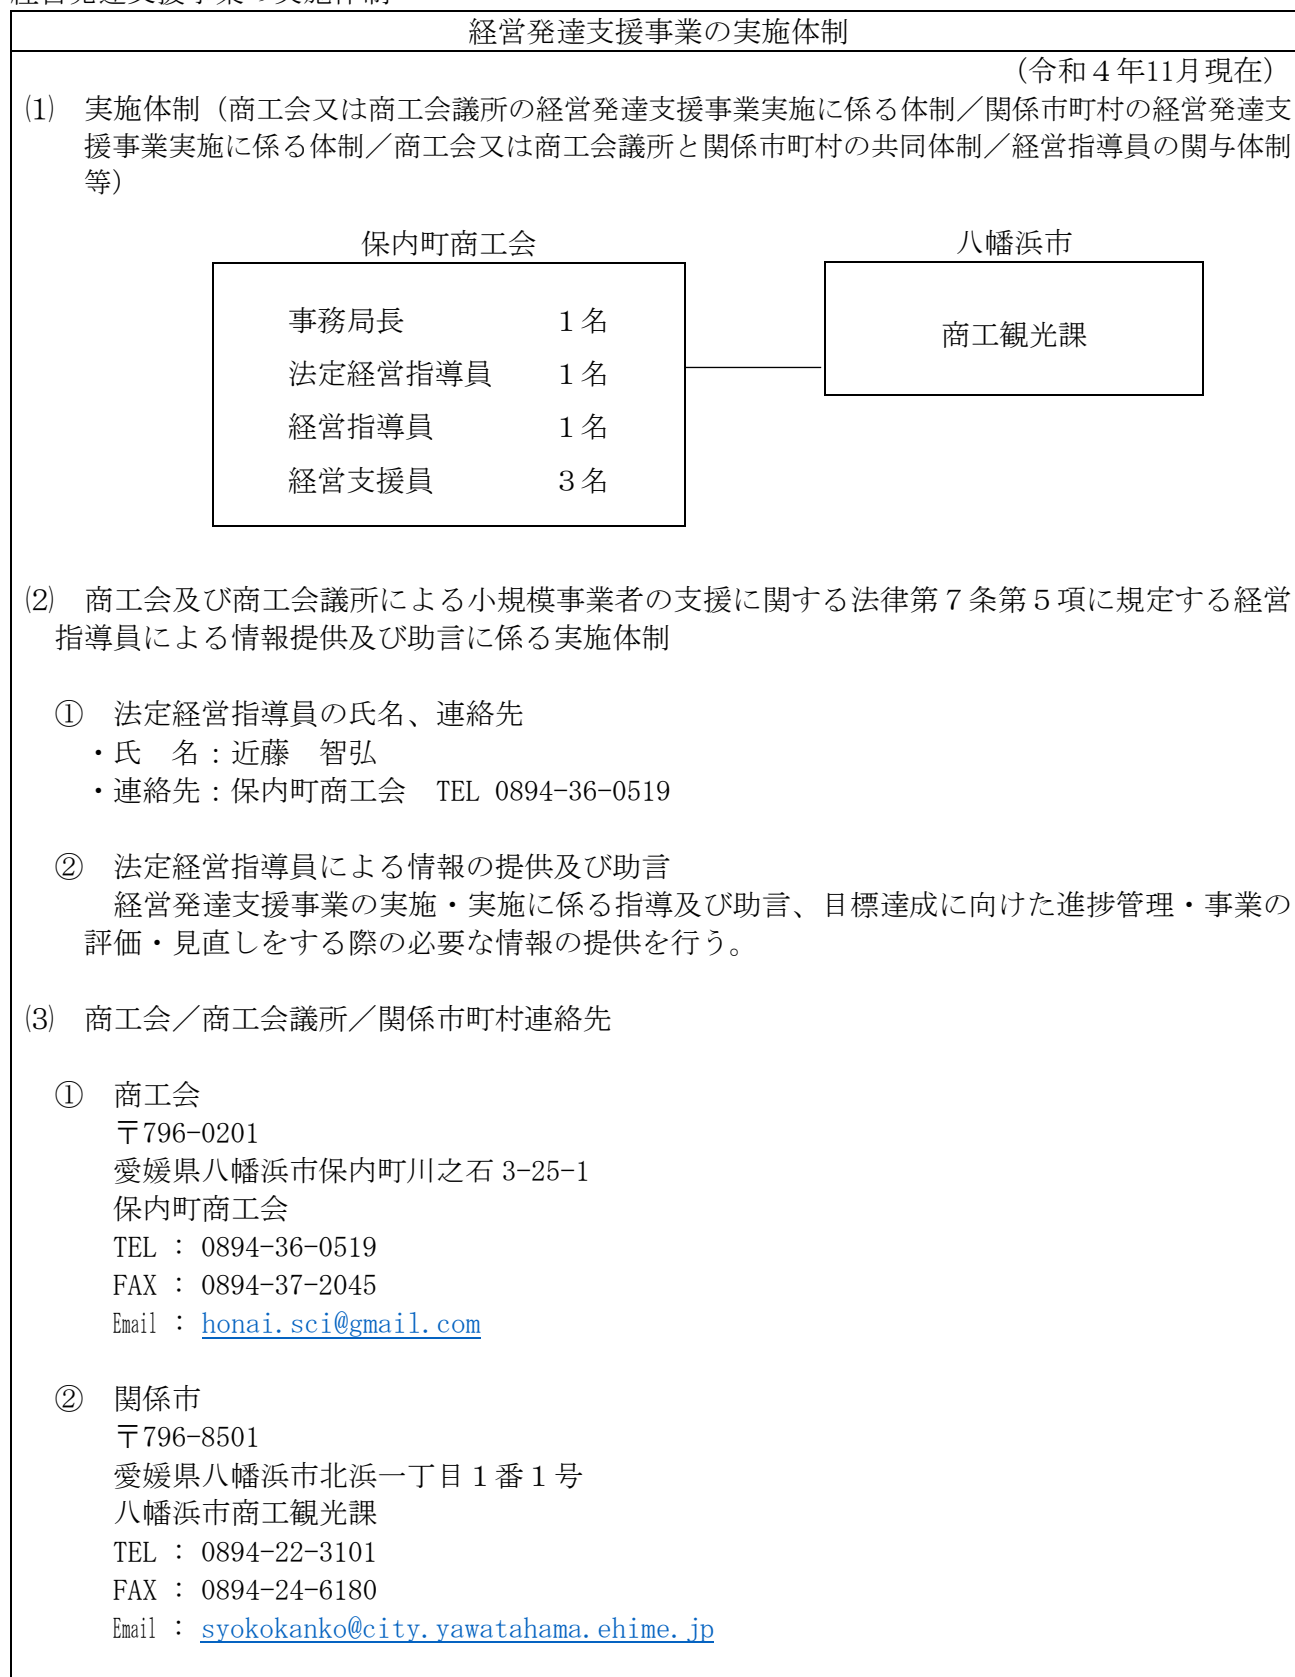 経営発達支援事業の実施体制
経営発達支援事業の実施体制
（令和４年11月現在）
⑴　実施体制（商工会又は商工会議所の経営発達支援事業実施に係る体制／関係市町村の経営発達支
援事業実施に係る体制／商工会又は商工会議所と関係市町村の共同体制／経営指導員の関与体制
等）
保内町商工会
事務局長　１名
法定経営指導員　１名
経営指導員　１名
経営支援員　３名
八幡浜市
商工観光課
⑵　商工会及び商工会議所による小規模事業者の支援に関する法律第７条第５項に規定する経営
指導員による情報提供及び助言に係る実施体制
①　法定経営指導員の氏名、連絡先
・氏　名：近藤　智弘
・連絡先：保内町商工会　TEL 0894-36-0519
②　法定経営指導員による情報の提供及び助言
経営発達支援事業の実施・実施に係る指導及び助言、目標達成に向けた進捗管理・事業の
評価・見直しをする際の必要な情報の提供を行う。
⑶　商工会／商工会議所／関係市町村連絡先
①　商工会
〒796-0201
愛媛県八幡浜市保内町川之石 3-25-1
保内町商工会
TEL ： 0894-36-0519
FAX ： 0894-37-2045
Email ： honai.sci@gmail.com
②　関係市
〒796-8501
愛媛県八幡浜市北浜一丁目１番１号
八幡浜市商工観光課
TEL ： 0894-22-3101
FAX ： 0894-24-6180
Email ： syokokanko@city.yawatahama.ehime.jp